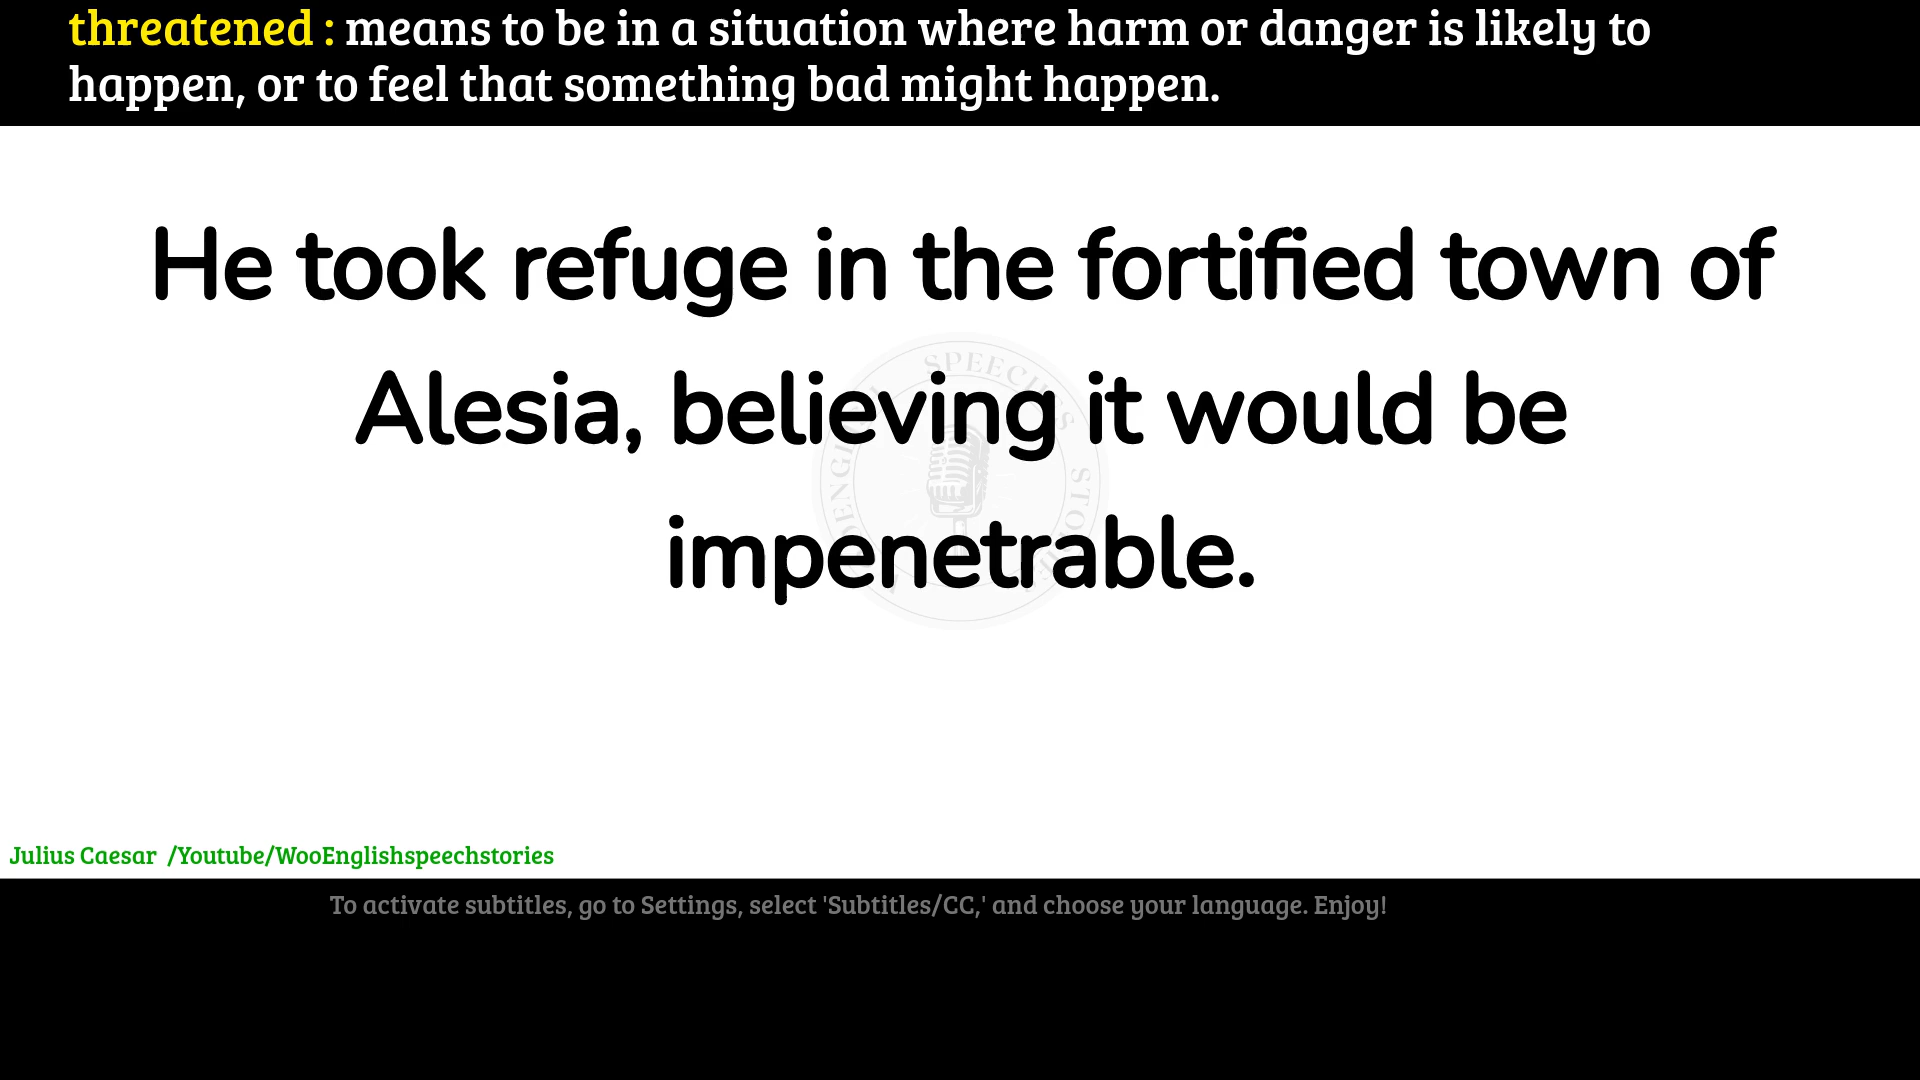 threatened : means to be in a situation where harm or danger is likely to
happen, or to feel that something bad might happen.
He took refuge in the fortified town of
Alesia, believing it would be
impenetrable.
Julius Caesar /Youtube/WooEnglishspeechstories
To activate subtitles, go to Settings, select 'Subtitles/CC,' and choose your language. Enjoy!